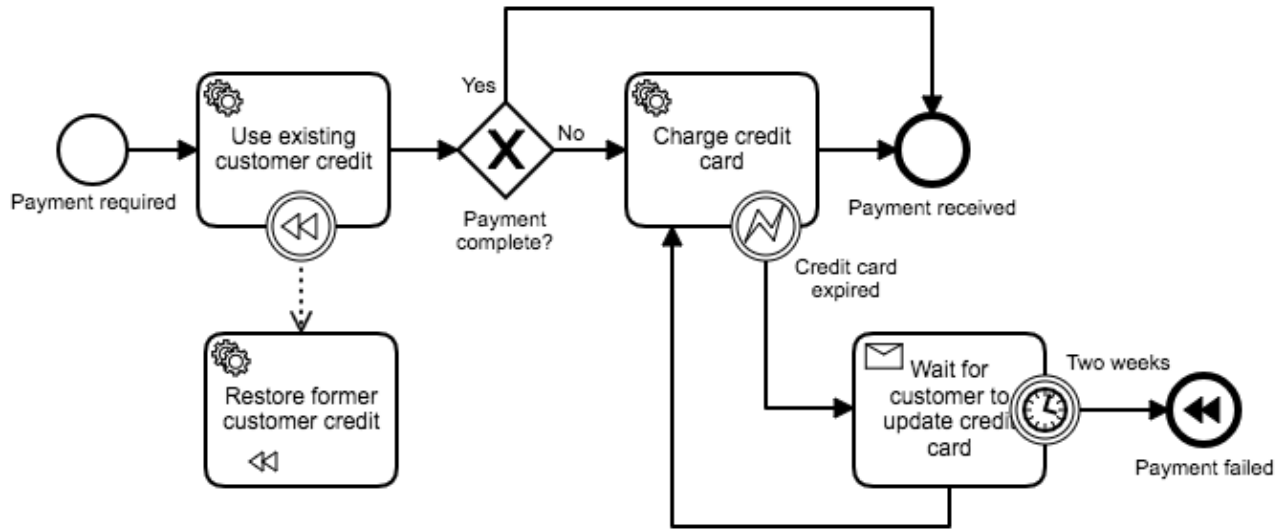 Payment required
Use existing
customer credit
Restore former
customer credit
Yes
No
Payment
complete?
Charge credit
card
Payment received
Credit card
expired
Wait for
customer to
update credit
card
Two weeks
Payment failed